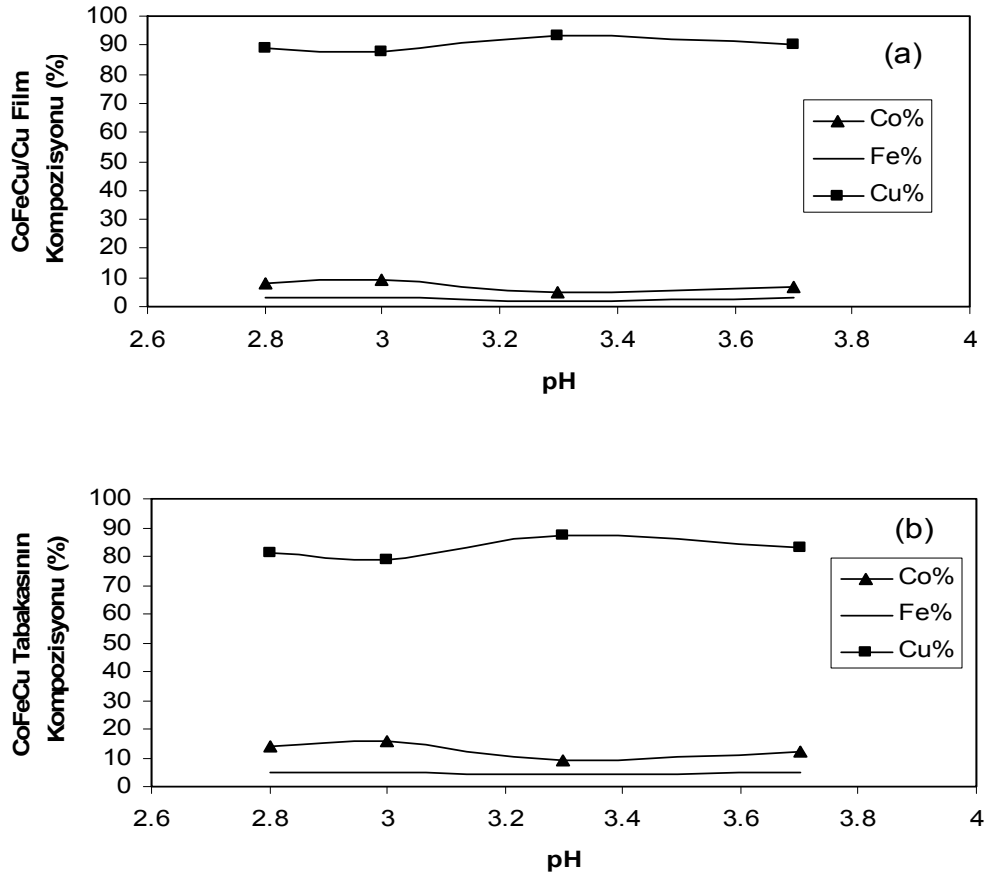 CoFeCu/Cu Film
Kompozisyonu (%)
100
90
80
70
60
50
40
30
20
10
0
2.6 2.8 3 3.2 3.4 3.6 3.8 4
pH
(a)
Co%
Fe%
Cu%
CoFeCu Tabakasının
Kompozisyonu (%)
100
90
80
70
60
50
40
30
20
10
0
2.6 2.8 3 3.2 3.4 3.6 3.8 4
pH
(b)
Co%
Fe%
Cu%